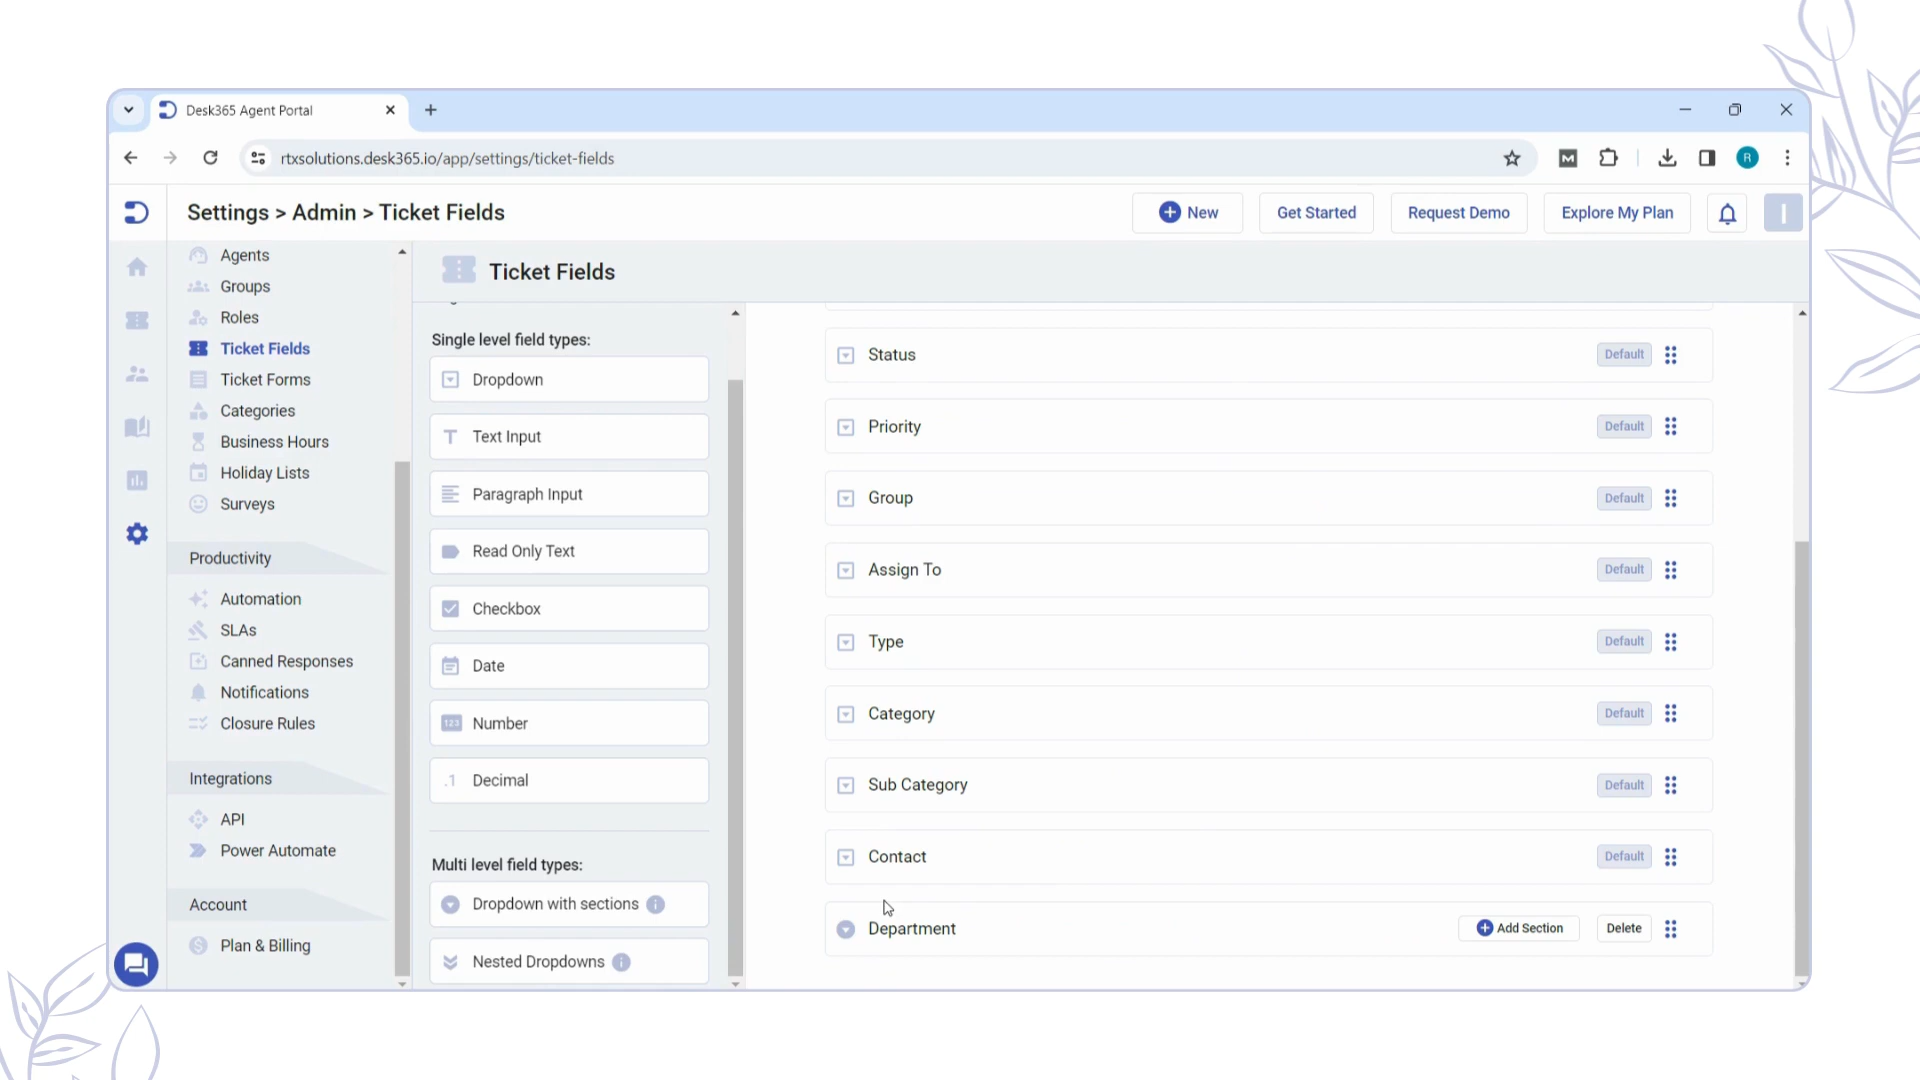 Desk365 Agent Portal
rtxsolutions.desk365.io/app/settings/ticket-fields
R
Settings > Admin > Ticket Fields
New
Get Started
Request Demo
Explore My Plan
I
Agents
Groups
Roles
Ticket Fields
Ticket Forms
Categories
Business Hours
Holiday Lists
Surveys
Productivity
Automation
SLAs
Canned Responses
Notifications
Closure Rules
Integrations
API
Power Automate
Account
Plan & Billing
Ticket Fields
Single level field types:
Dropdown
Text Input
Paragraph Input
Read Only Text
Checkbox
Date
123 Number
.1 Decimal
Multi level field types:
Dropdown with sections
Nested Dropdowns
Status Default
Priority Default
Group Default
Assign To Default
Type Default
Category Default
Sub Category Default
Contact Default
Department Add Section Delete